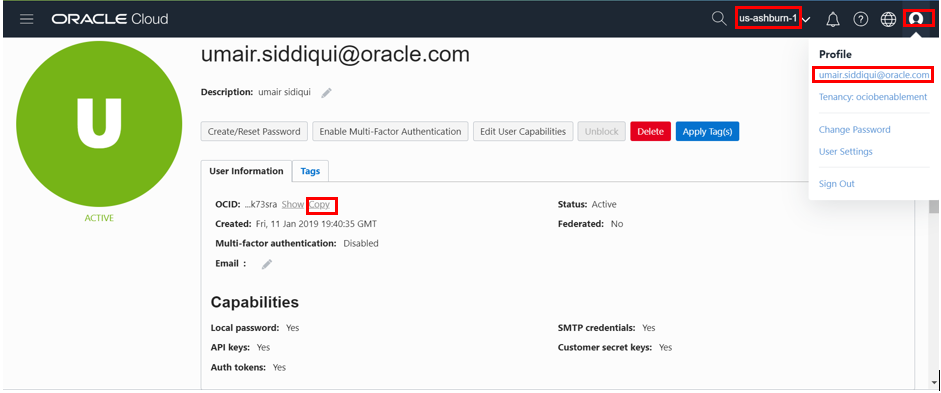 ORACLE Cloud
us-ashburn-1
umair.siddiqui@oracle.com
Description: umair sidiqui
Create/Reset Password
Enable Multi-Factor Authentication
Edit User Capabilities
Unblock
Delete
Apply Tag(s)
Profile
umair.siddiqui@oracle.com
Tenancy: ociobenablement
Change Password
User Settings
Sign Out
U
ACTIVE
User Information
Tags
OCID: ...k73sra Show Copy
Status: Active
Created: Fri, 11 Jan 2019 19:40:35 GMT
Federated: No
Multi-factor authentication: Disabled
Email :
Capabilities
Local password: Yes
SMTP credentials: Yes
API keys: Yes
Customer secret keys: Yes
Auth tokens: Yes